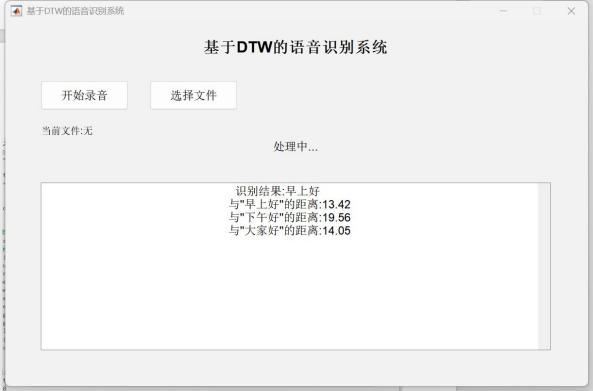 基于DTW的语音识别系统
基于DTW的语音识别系统
开始录音
选择文件
当前文件:无
处理中...
识别结果:早上好
与"早上好"的距离:13.42
与"下午好"的距离:19.56
与"大家好"的距离:14.05